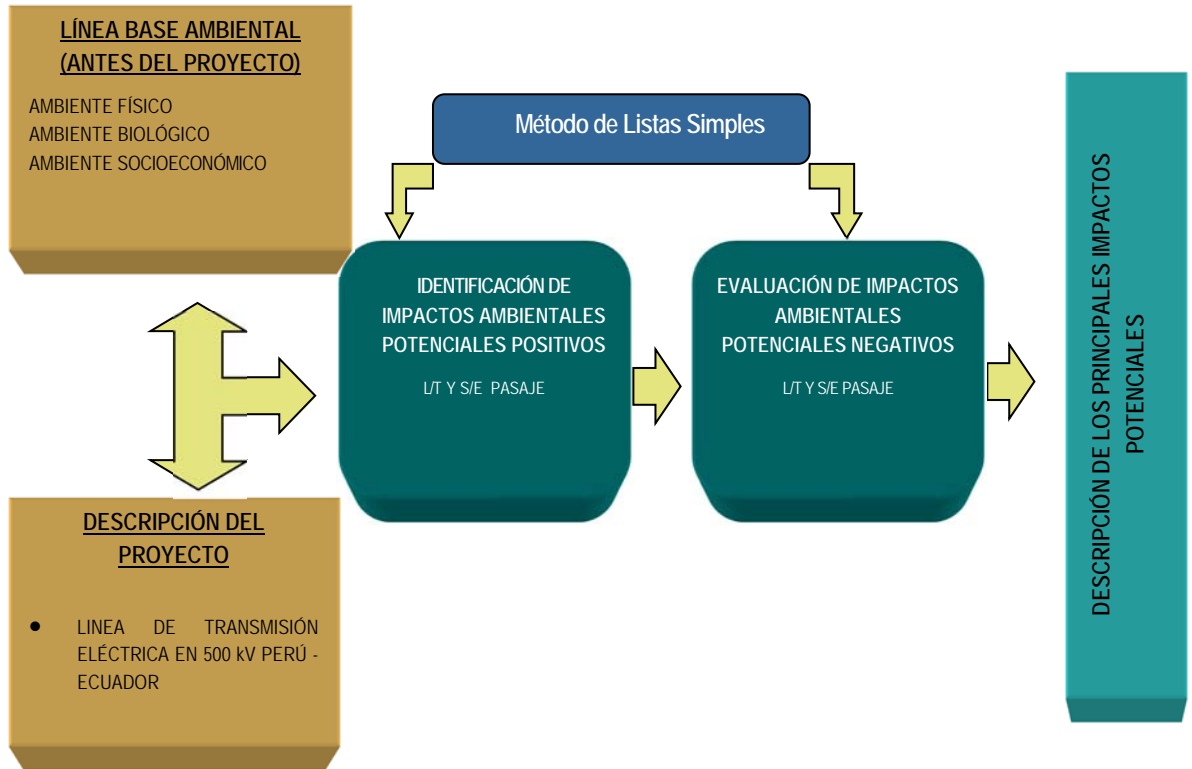 LÍNEA BASE AMBIENTAL
(ANTES DEL PROYECTO)
AMBIENTE FÍSICO
AMBIENTE BIOLÓGICO
AMBIENTE SOCIOECONÓMICO
Método de Listas Simples
IDENTIFICACIÓN DE
IMPACTOS AMBIENTALES
POTENCIALES POSITIVOS
L/T Y S/E PASAJE
EVALUACIÓN DE IMPACTOS
AMBIENTALES
POTENCIALES NEGATIVOS
L/T Y S/E PASAJE
DESCRIPCIÓN DEL
PROYECTO
● LINEA DE TRANSMISIÓN
ELÉCTRICA EN 500 kV PERÚ -
ECUADOR
DESCRIPCIÓN DE LOS PRINCIPALES IMPACTOS
POTENCIALES